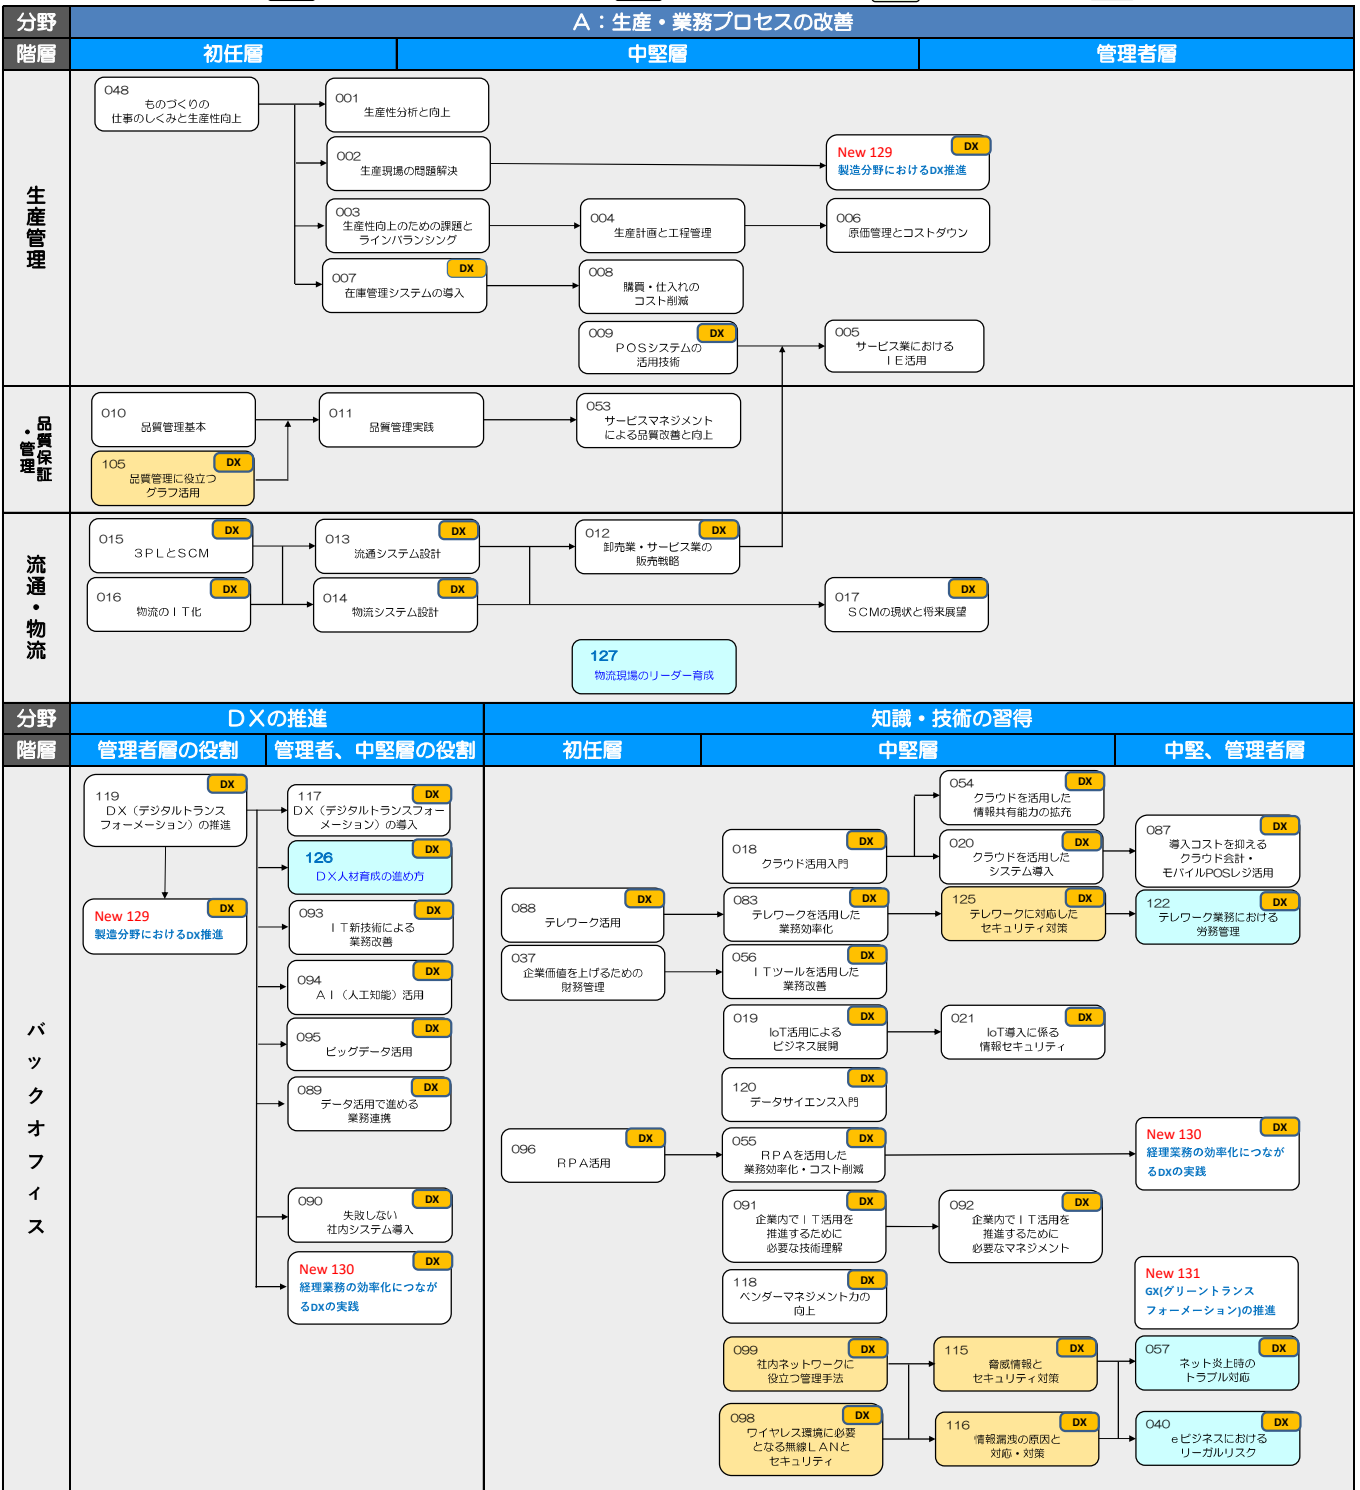 分野
A：生産・業務プロセスの改善
階層
初任層
中堅層
管理者層
生産管理
048
ものづくりの
仕事のしくみと生産性向上
001
生産性分析と向上
002
生産現場の問題解決
New 129
DX
製造分野におけるDX推進
003
生産性向上のための課題と
ラインバランシング
004
生産計画と工程管理
006
原価管理とコストダウン
007
DX
在庫管理システムの導入
008
購買・仕入れの
コスト削減
009
DX
ＰＯＳシステムの
活用技術
005
サービス業における
ＩＥ活用
品質保証
・管理
010
品質管理基本
011
品質管理実践
053
サービスマネジメント
による品質改善と向上
105
DX
品質管理に役立つ
グラフ活用
流通・物流
015
DX
３ＰＬとＳＣＭ
013
DX
流通システム設計
012
DX
卸売業・サービス業の
販売戦略
016
DX
物流のＩＴ化
014
DX
物流システム設計
017
DX
ＳＣＭの現状と将来展望
127
物流現場のリーダー育成
分野
ＤＸの推進
知識・技術の習得
階層
管理者層の役割
管理者、中堅層の役割
初任層
中堅層
中堅、管理者層
バックオフィス
119
DX
ＤＸ（デジタルトランス
フォーメーション）の推進
New 129
DX
製造分野におけるDX推進
117
DX
ＤＸ（デジタルトランスフォー
メーション）の導入
126
DX
ＤＸ人材育成の進め方
093
DX
ＩＴ新技術による
業務改善
094
DX
ＡＩ（人工知能）活用
095
DX
ビッグデータ活用
089
DX
データ活用で進める
業務連携
090
DX
失敗しない
社内システム導入
New 130
DX
経理業務の効率化につなが
るDXの実践
054
DX
クラウドを活用した
情報共有能力の拡充
018
DX
クラウド活用入門
020
DX
クラウドを活用した
システム導入
087
DX
導入コストを抑える
クラウド会計・
モバイルPOSレジ活用
088
DX
テレワーク活用
083
DX
テレワークを活用した
業務効率化
125
DX
テレワークに対応した
セキュリティ対策
122
DX
テレワーク業務における
労務管理
037
企業価値を上げるための
財務管理
056
DX
ＩＴツールを活用した
業務改善
019
DX
IoT活用による
ビジネス展開
021
DX
IoT導入に係る
情報セキュリティ
120
DX
データサイエンス入門
096
DX
ＲＰＡ活用
055
DX
ＲＰＡを活用した
業務効率化・コスト削減
New 130
DX
経理業務の効率化につなが
るDXの実践
091
DX
企業内でＩＴ活用を
推進するために
必要な技術理解
092
DX
企業内でＩＴ活用を
推進するために
必要なマネジメント
118
DX
ベンダーマネジメント力の
向上
New 131
GX(グリーントランス
フォーメーション)の推進
099
DX
社内ネットワークに
役立つ管理手法
115
DX
脅威情報と
セキュリティ対策
057
DX
ネット炎上時の
トラブル対応
098
DX
ワイヤレス環境に必要
となる無線ＬＡＮと
セキュリティ
116
DX
情報漏洩の原因と
対応・対策
040
DX
ｅビジネスにおける
リーガルリスク